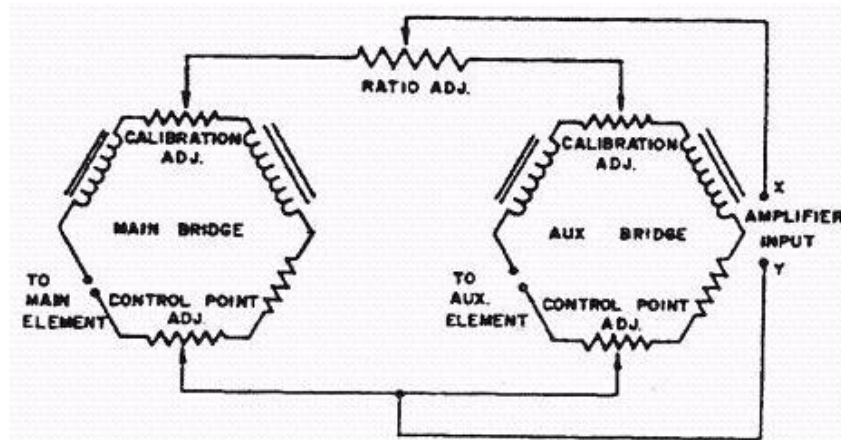 RATIO ADJ.
CALIBRATION
ADJ.
MAIN BRIDGE
TO
MAIN
ELEMENT
CONTROL POINT
ADJ.
CALIBRATION
ADJ.
AUX BRIDGE
TO
AUX.
ELEMENT
CONTROL POINT
ADJ.
X
AMPLIFIER
INPUT
Y